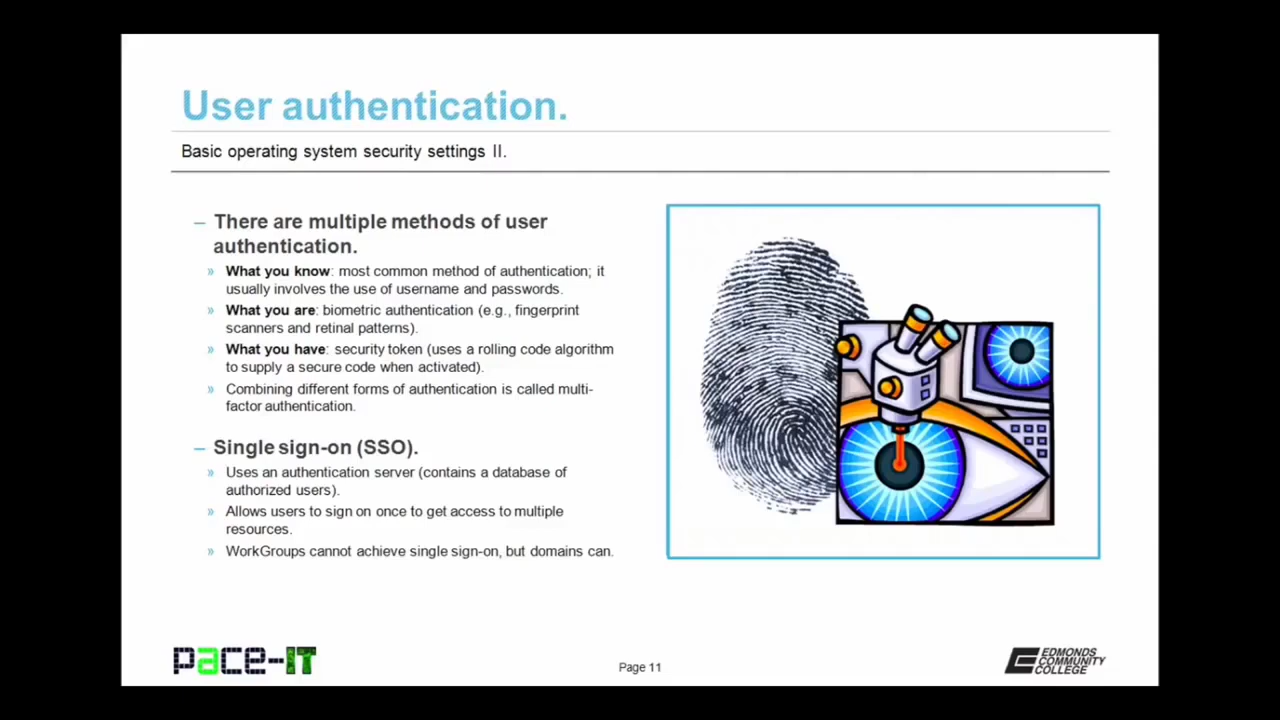 User authentication.
Basic operating system security settings II.
– There are multiple methods of user
authentication.
» What you know: most common method of authentication; it
usually involves the use of username and passwords.
» What you are: biometric authentication (e.g., fingerprint
scanners and retinal patterns).
» What you have: security token (uses a rolling code algorithm
to supply a secure code when activated).
» Combining different forms of authentication is called multi-
factor authentication.
– Single sign-on (SSO).
» Uses an authentication server (contains a database of
authorized users).
» Allows users to sign on once to get access to multiple
resources.
» WorkGroups cannot achieve single sign-on, but domains can.
pace-IT
Page 11
EDMONDS
COMMUNITY
COLLEGE